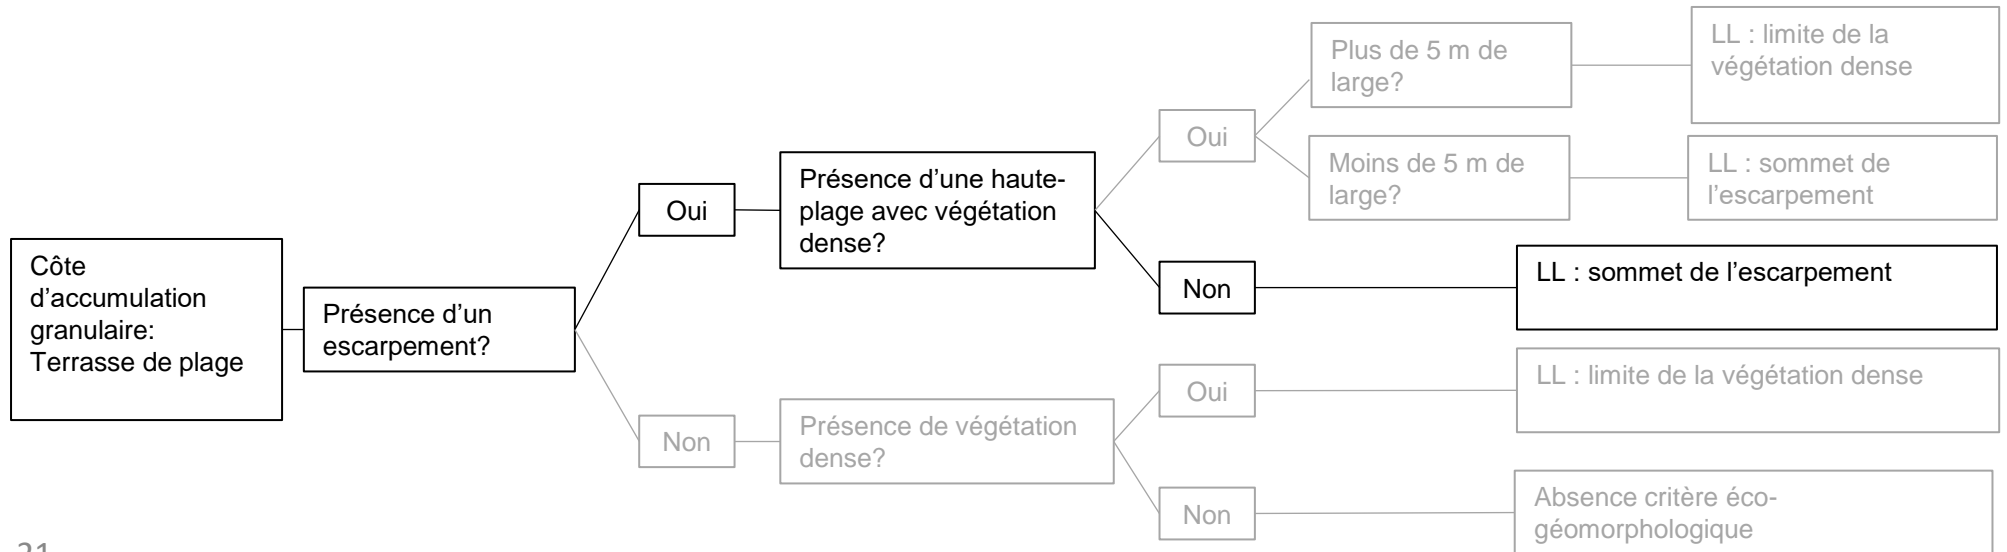 Côte
d’accumulation
granulaire:
Terrasse de plage
Présence d’un
escarpement?
Oui
Présence d’une haute-
plage avec végétation
dense?
Oui
Plus de 5 m de
large?
LL : limite de la
végétation dense
Moins de 5 m de
large?
LL : sommet de
l’escarpement
Non
LL : sommet de l’escarpement
Non
Présence de végétation
dense?
Oui
LL : limite de la végétation dense
Non
Absence critère éco-
géomorphologique
21